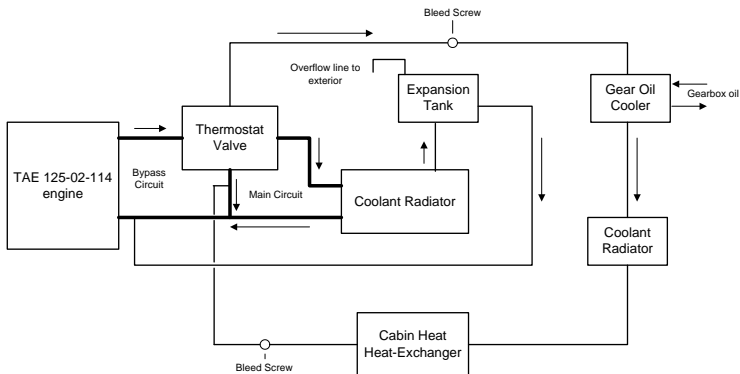 Bleed Screw
Overflow line to
exterior
Expansion
Tank
Gear Oil
Cooler
Gearbox oil
Thermostat
Valve
TAE 125-02-114
engine
Bypass
Circuit
Main Circuit
Coolant Radiator
Coolant
Radiator
Cabin Heat
Heat-Exchanger
Bleed Screw